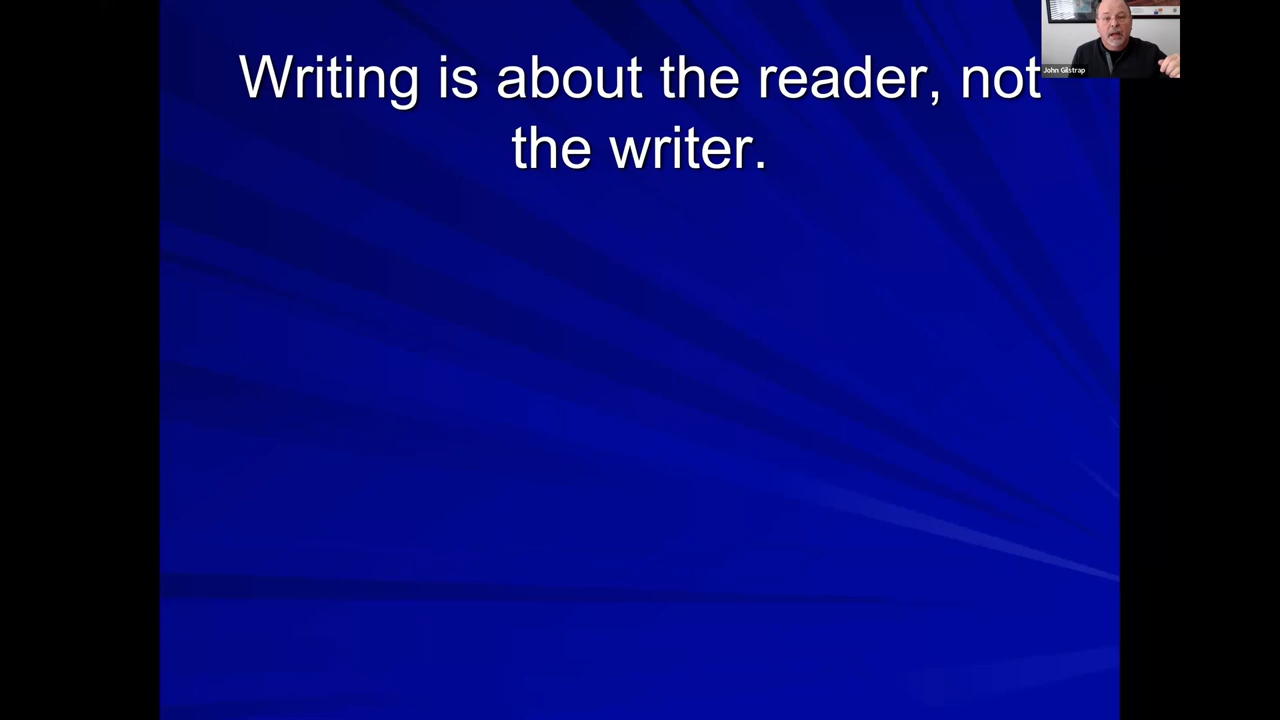 Writing is about the reader, not
the writer.
John Gilstrap